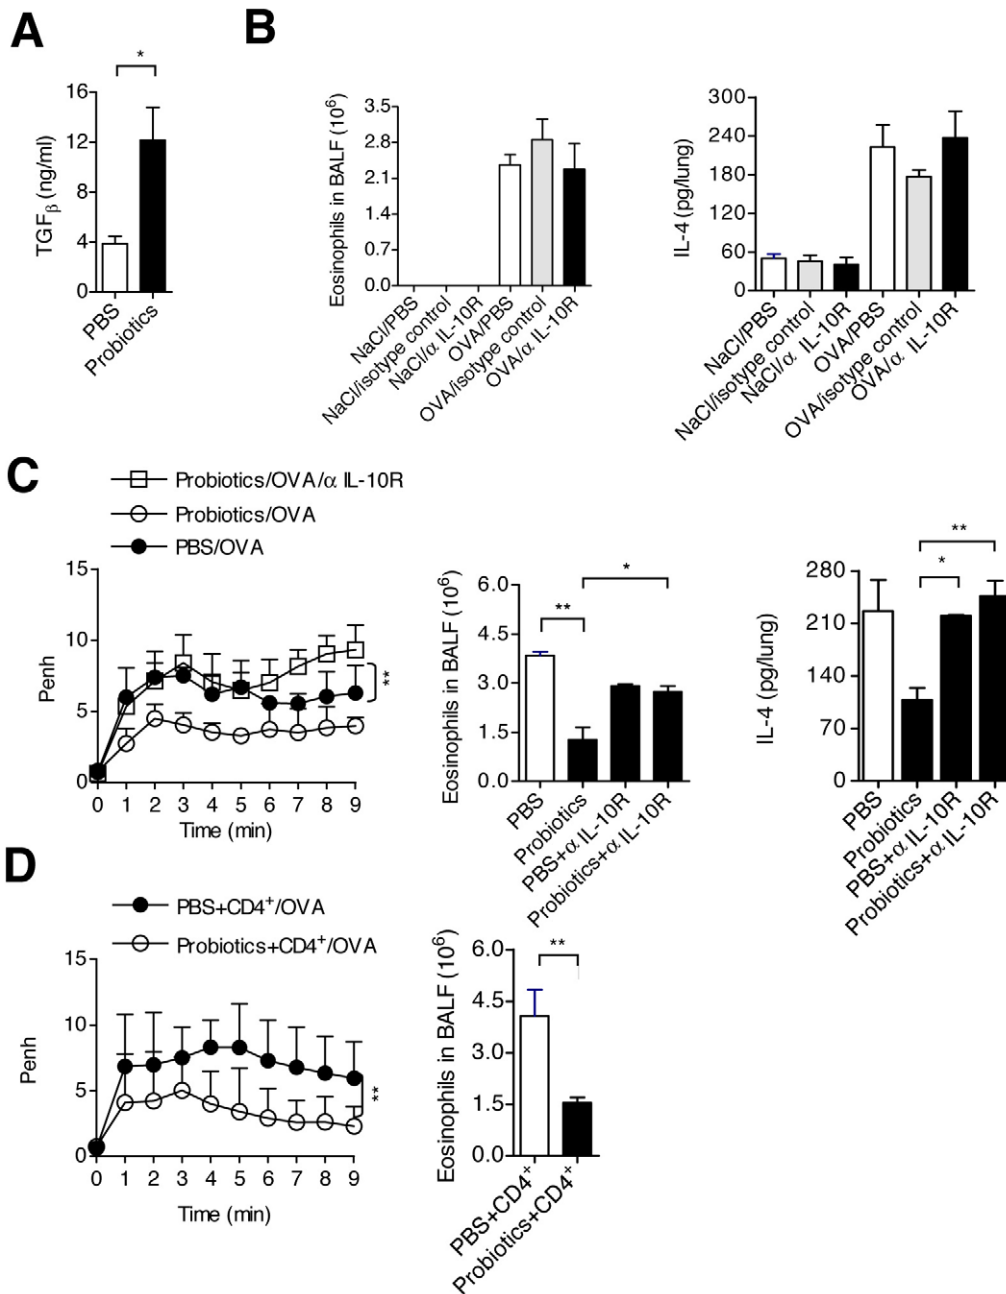 A
*
TGFβ (ng/ml)
16
12
8
4
0
PBS
Probiotics
B
Eosinophils in BALF (10⁶)
3.5
2.8
2.1
1.4
0.7
0.0
NaCl/PBS
NaCl/isotype control
NaCl/α IL-10R
OVA/PBS
OVA/isotype control
OVA/α IL-10R
IL-4 (pg/lung)
300
240
180
120
60
0
NaCl/PBS
NaCl/isotype control
NaCl/α IL-10R
OVA/PBS
OVA/isotype control
OVA/α IL-10R
C
Probiotics/OVA/α IL-10R
Probiotics/OVA
PBS/OVA
Penh
15
10
5
0
**
0 1 2 3 4 5 6 7 8 9
Time (min)
Eosinophils in BALF (10⁶)
6.0
4.5
3.0
1.5
0.0
**
*
PBS
Probiotics
PBS+α IL-10R
Probiotics+α IL-10R
IL-4 (pg/lung)
280
210
140
70
0
**
*
PBS
Probiotics
PBS+α IL-10R
Probiotics+α IL-10R
D
PBS+CD4⁺/OVA
Probiotics+CD4⁺/OVA
Penh
15
10
5
0
**
0 1 2 3 4 5 6 7 8 9
Time (min)
Eosinophils in BALF (10⁶)
6.0
4.5
3.0
1.5
0.0
**
PBS+CD4⁺
Probiotics+CD4⁺